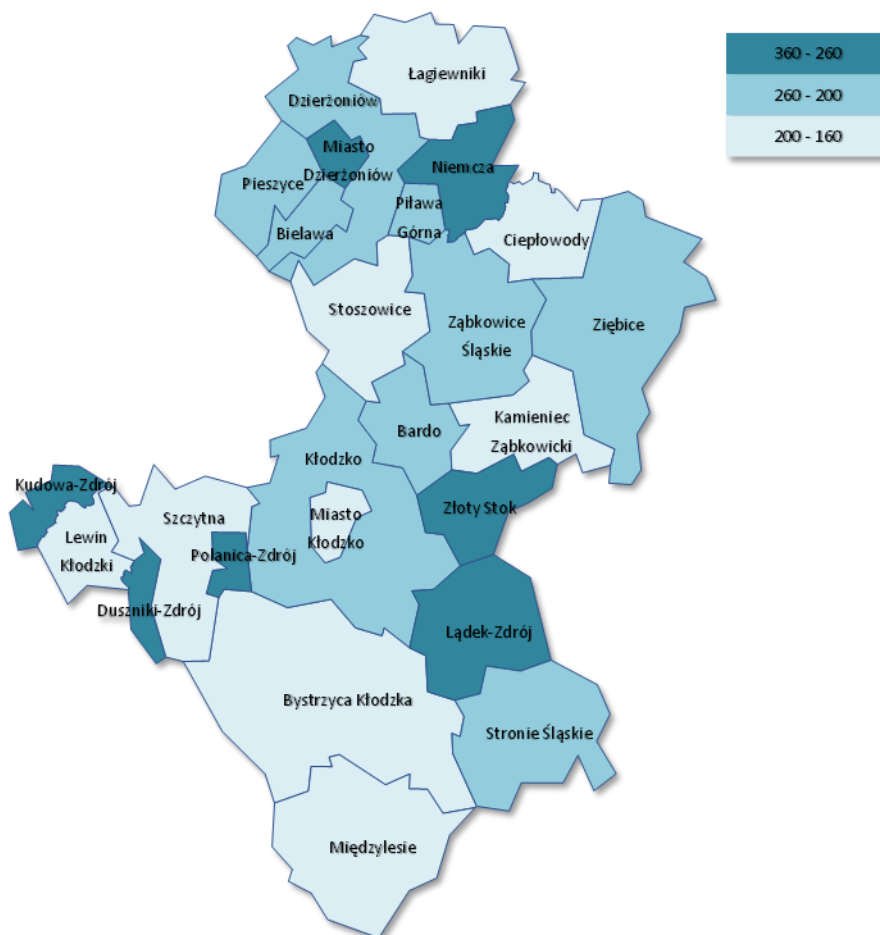 360 - 260
260 - 200
200 - 160
Łagiewniki
Dzierżoniów
Miasto
Dzierżoniów
Niemcza
Pieszyce
Piława
Górna
Bielawa
Ciepłowody
Stoszowice
Ząbkowice
Śląskie
Ziębice
Bardo
Kamieniec
Ząbkowicki
Kłodzko
Kudowa-Zdrój
Szczytna
Złoty Stok
Miasto
Kłodzko
Lewin
Kłodzki
Polanica-Zdrój
Duszniki-Zdrój
Lądek-Zdrój
Bystrzyca Kłodzka
Stronie Śląskie
Międzylesie